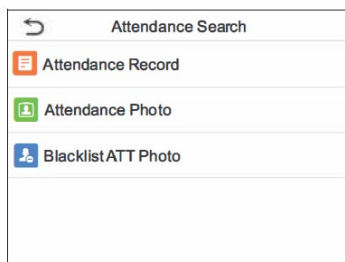 Attendance Search
Attendance Record
Attendance Photo
Blacklist ATT Photo